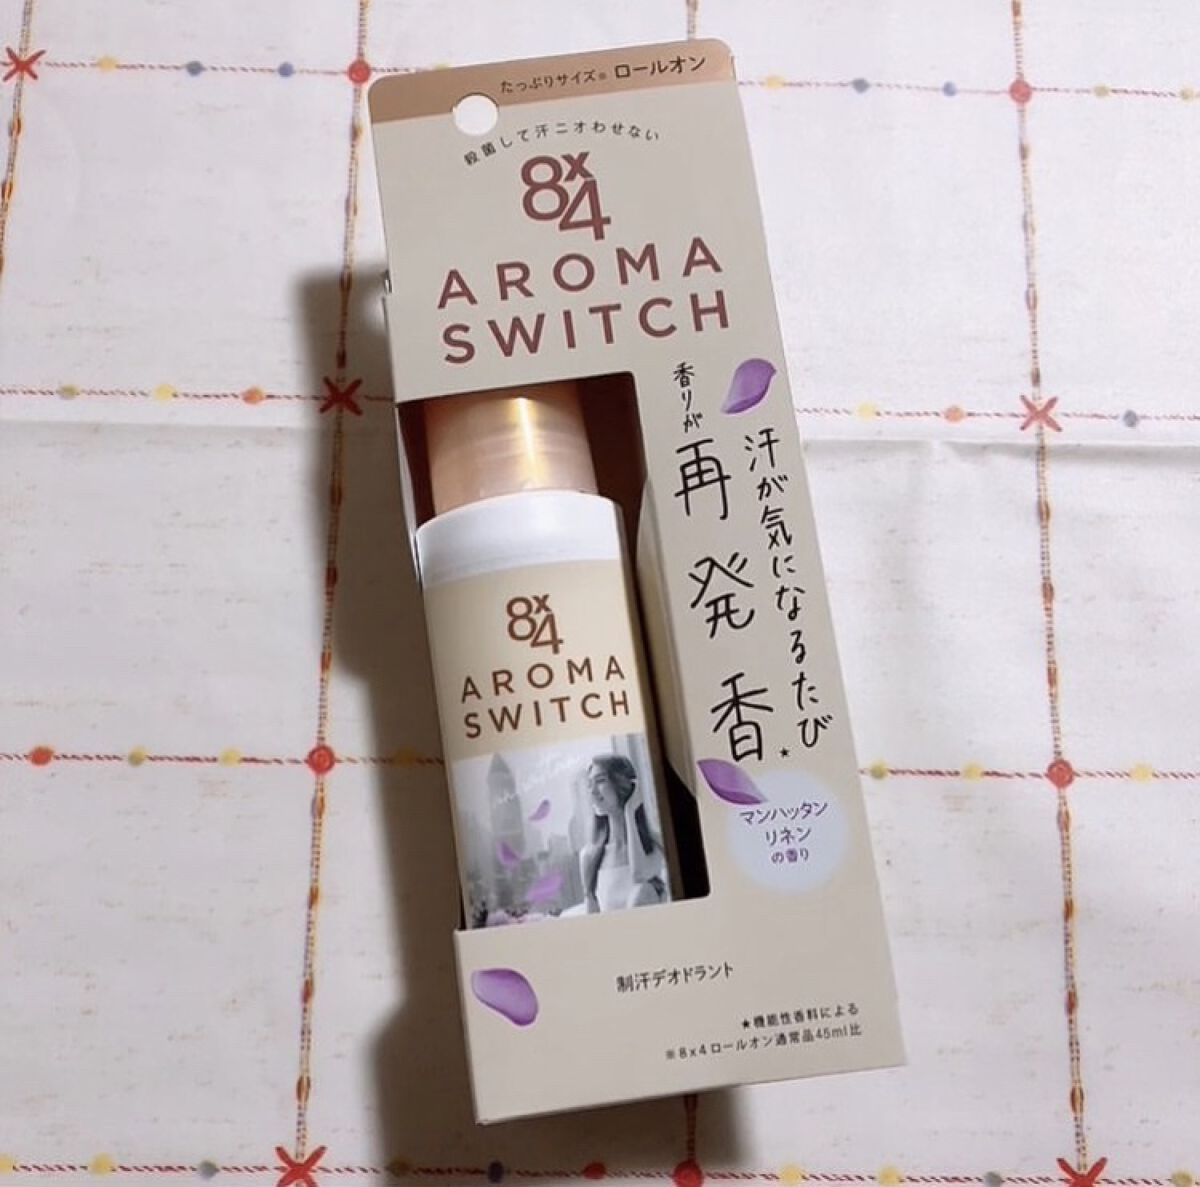 たっぷりサイズ※ ロールオン
殺菌して汗ニオわせない
8x4
AROMA
SWITCH
汗が気になるたび
香りが
再発香★
マンハッタン
リネン
の香り
8x4
AROMA
SWITCH
制汗デオドラント
★機能性香料による
※8x4ロールオン通常品45ml比